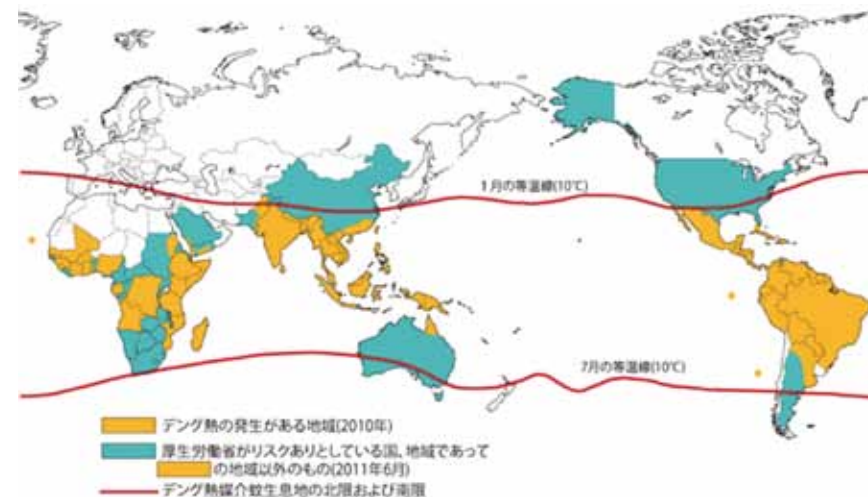 1月の等温線(10℃)
7月の等温線(10℃)
デング熱の発生がある地域(2010年)
厚生労働省がリスクありとしている国、地域であって
の地域以外のもの(2011年6月)
デング熱媒介蚊生息地の北限および南限